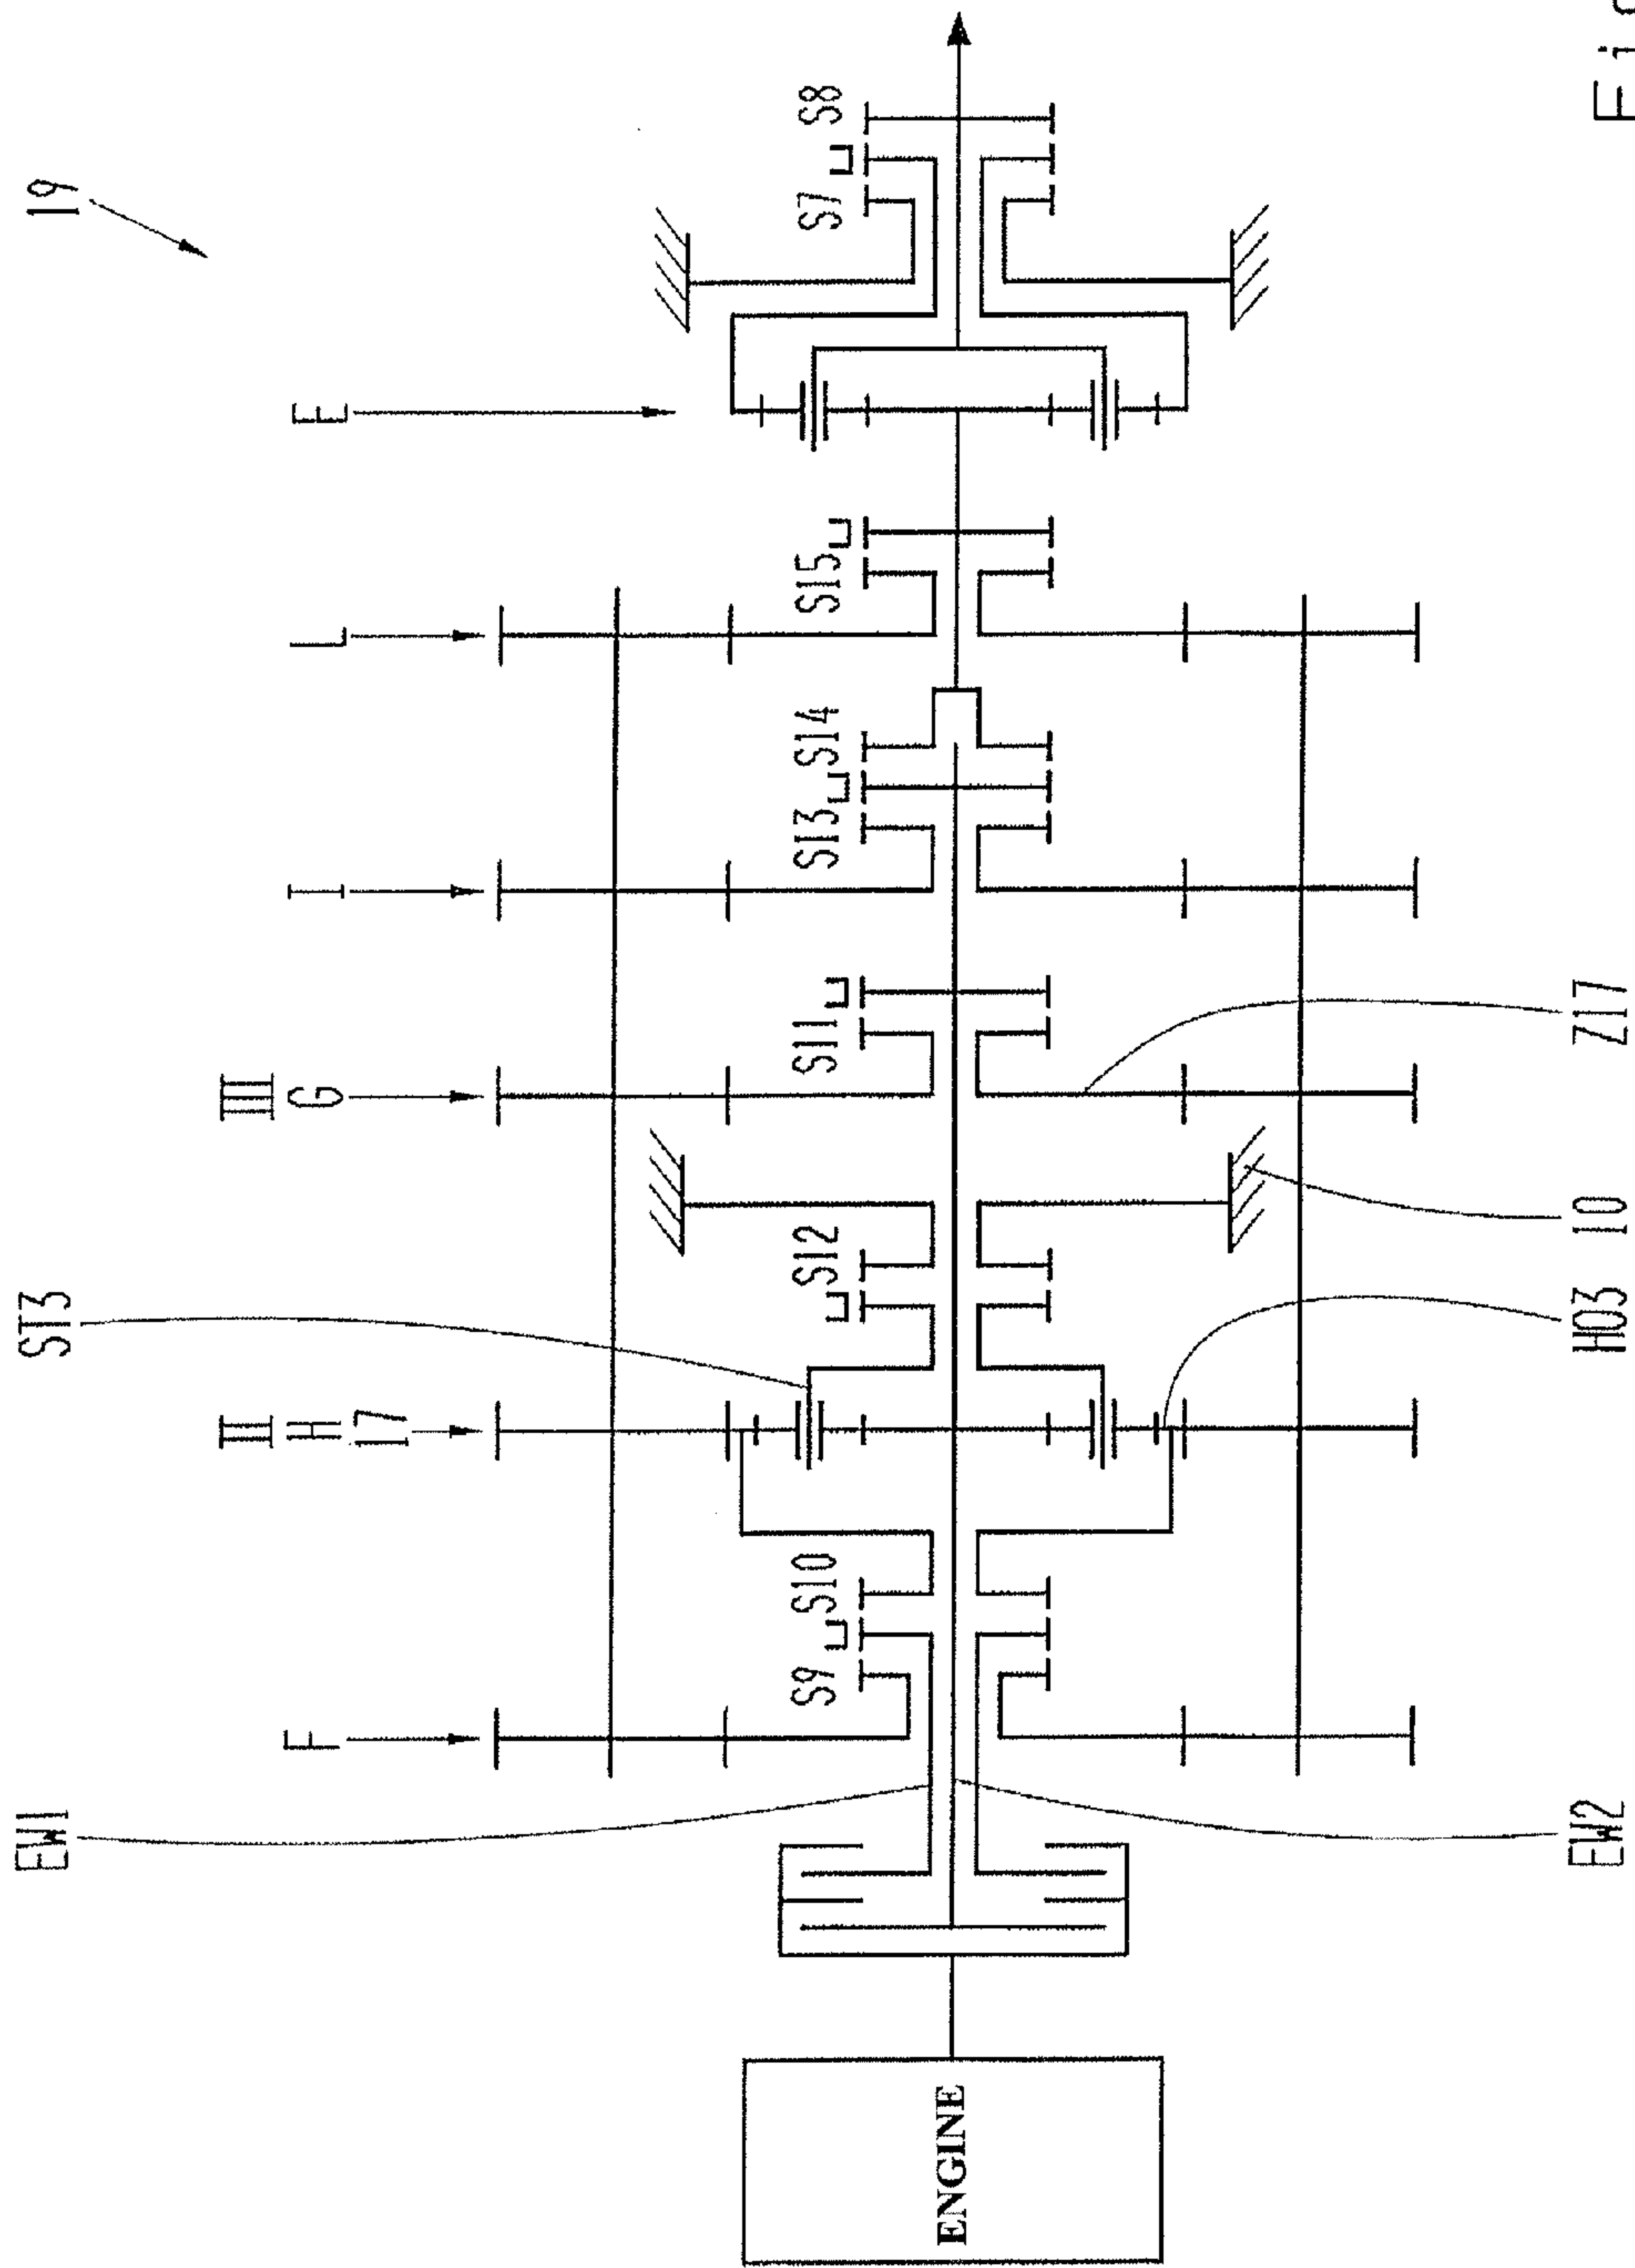 EW1 ST3 19
II III
F H G I L E
17
S9 S10 S12 S11 S13 S14 S15 S7 S8
ENGINE
EW2 HO3 10 Z17